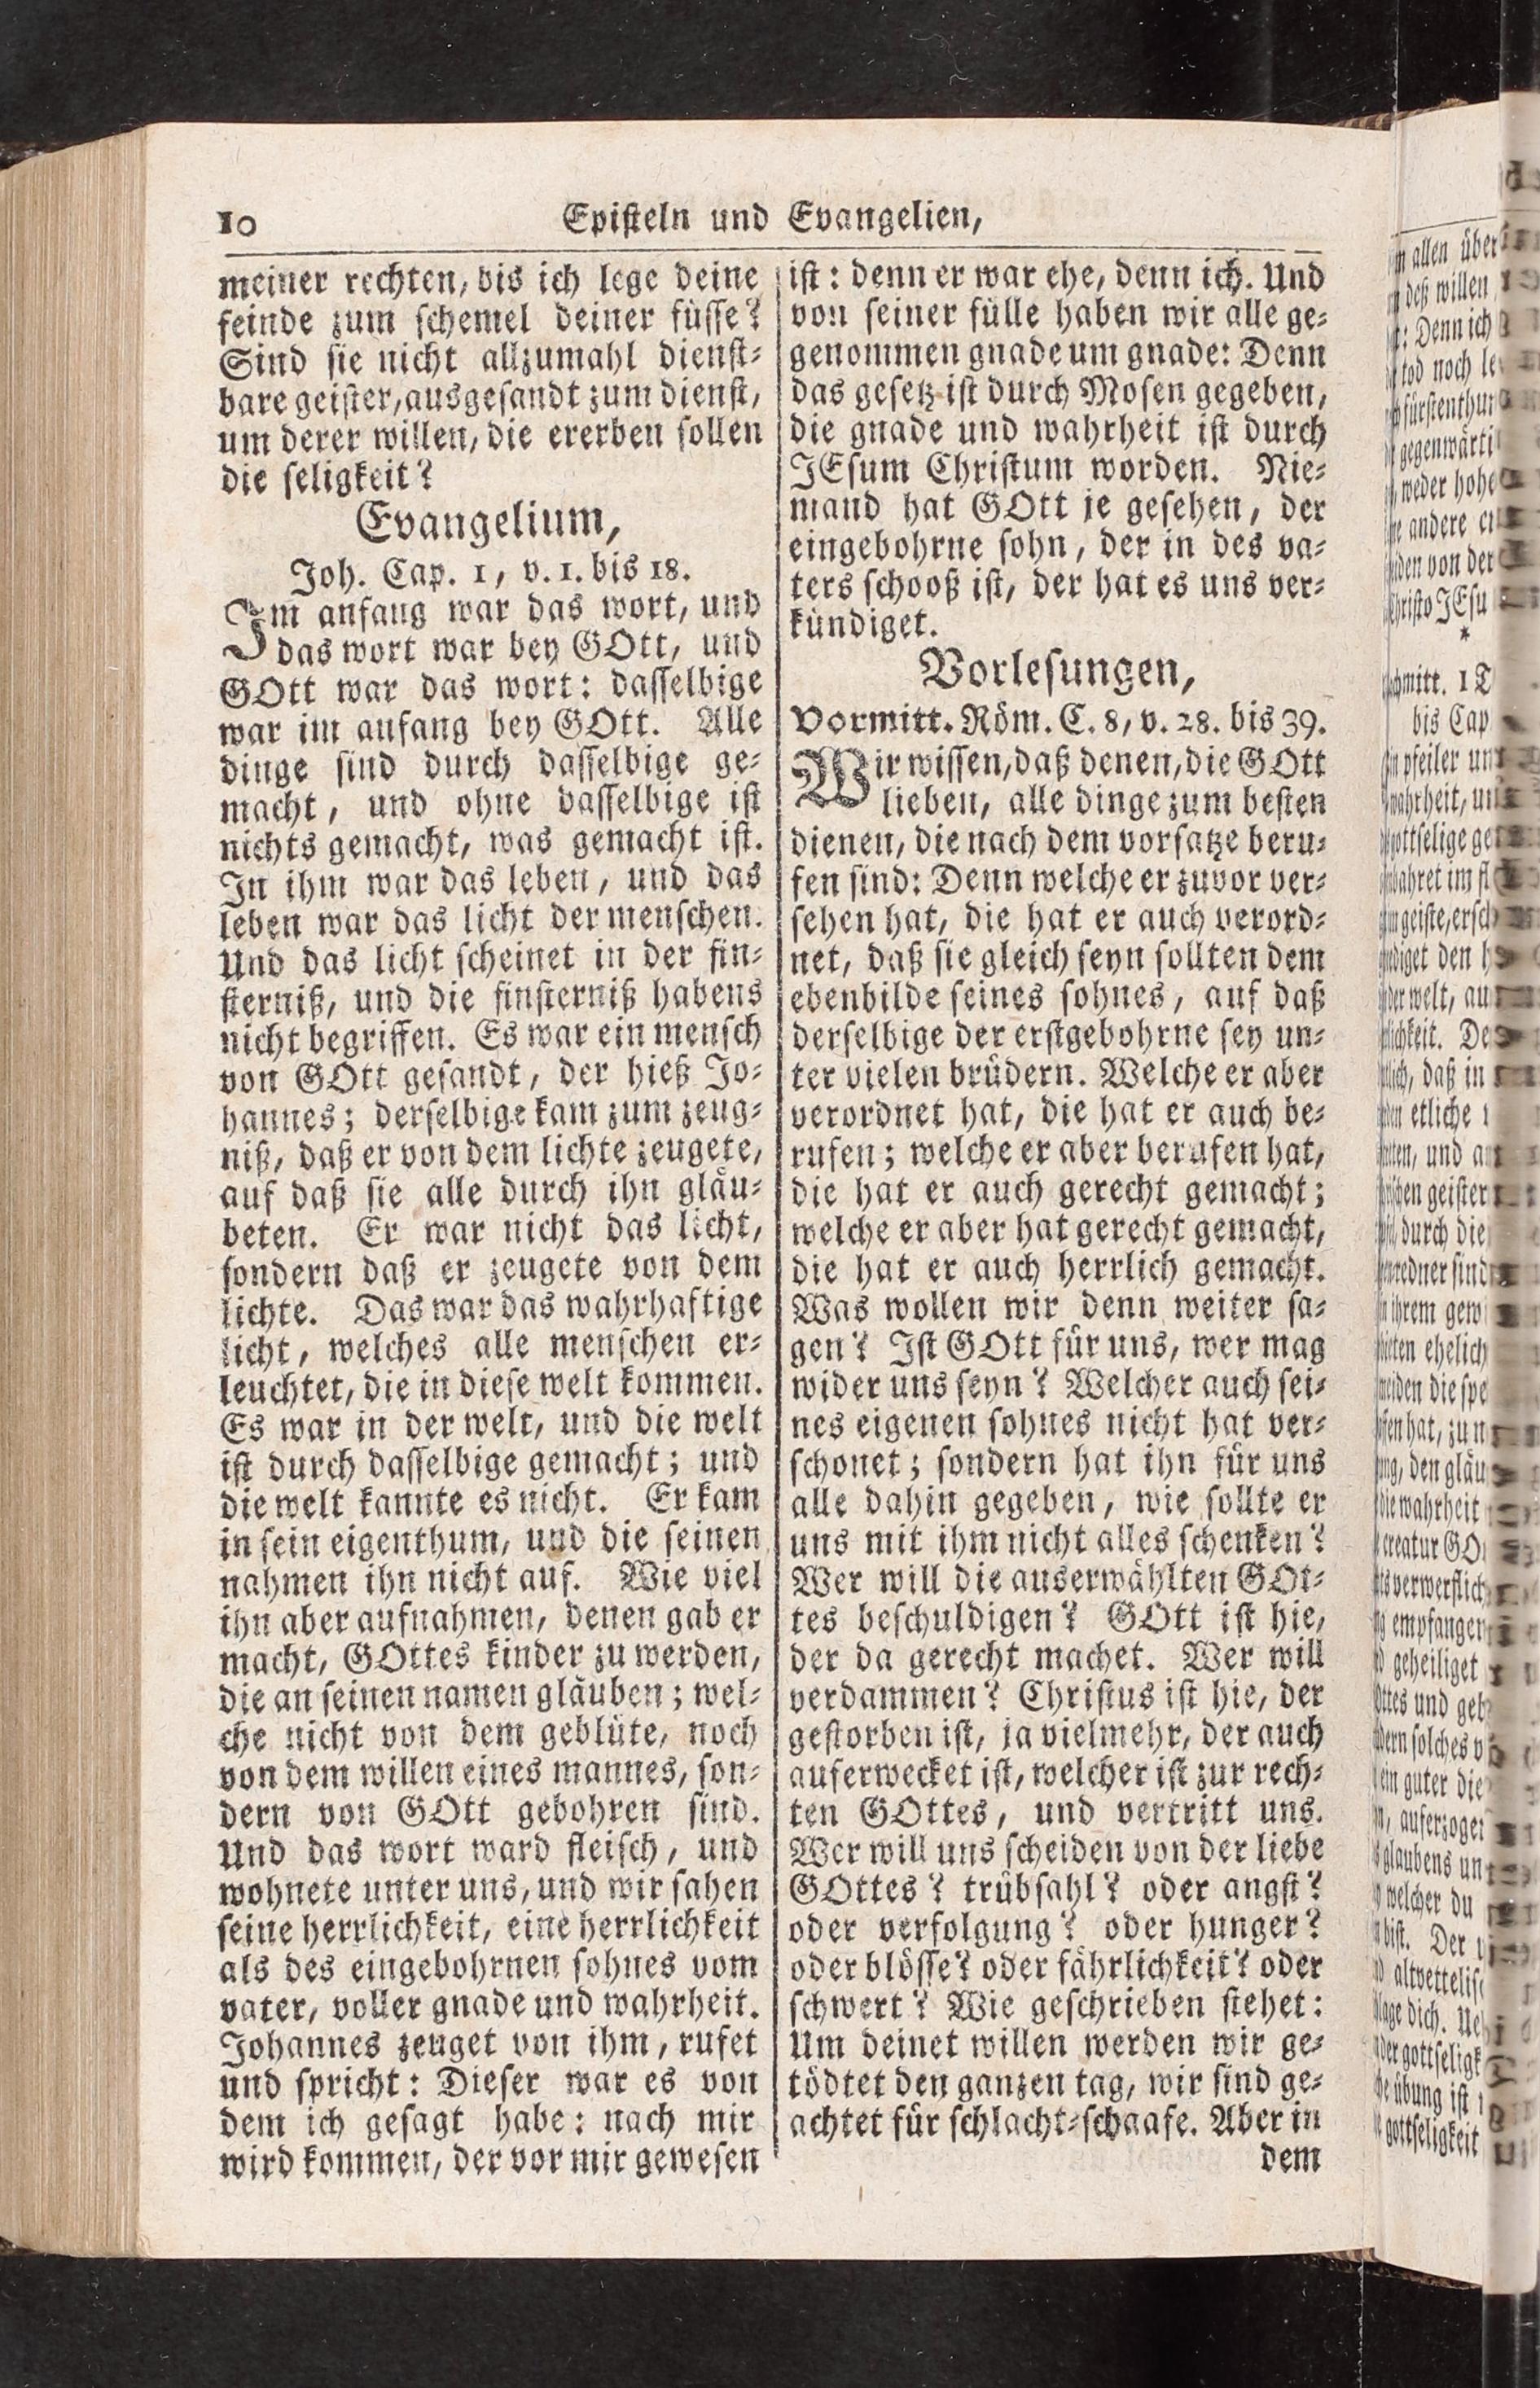 10
Episteln und Evangelien,
meiner rechten, bis ich lege deine
feinde zum schemel deiner füsse?
Sind sie nicht allzumahl dienst-
bare geister, ausgesandt zum dienst,
um derer willen, die ererben sollen
die seligkeit?
Evangelium,
Joh. Cap. 1, v. 1. bis 18.
Im anfang war das wort, und
das wort war bey GOtt, und
GOtt war das wort: dasselbige
war im anfang bey GOtt. Alle
dinge sind durch dasselbige ge-
macht, und ohne dasselbige ist
nichts gemacht, was gemacht ist.
In ihm war das leben, und das
leben war das licht der menschen.
Und das licht scheinet in der fin-
sterniß, und die finsterniß habens
nicht begriffen. Es war ein mensch
von GOtt gesandt, der hieß Jo-
hannes; derselbige kam zum zeug-
niß, daß er von dem lichte zeugete,
auf daß sie alle durch ihn gläu-
beten. Er war nicht das licht,
sondern daß er zeugete von dem
lichte. Das war das wahrhaftige
licht, welches alle menschen er-
leuchtet, die in diese welt kommen.
Es war in der welt, und die welt
ist durch dasselbige gemacht; und
die welt kannte es nicht. Er kam
in sein eigenthum, und die seinen
nahmen ihn nicht auf. Wie viel
ihn aber aufnahmen, denen gab er
macht, GOttes kinder zu werden,
die an seinen namen gläuben; wel-
che nicht von dem geblüte, noch
von dem willen eines mannes, son-
dern von GOtt gebohren sind.
Und das wort ward fleisch, und
wohnete unter uns, und wir sahen
seine herrlichkeit, eine herrlichkeit
als des eingebohrnen sohnes vom
vater, voller gnade und wahrheit.
Johannes zeuget von ihm, rufet
und spricht: Dieser war es von
dem ich gesagt habe: nach mir
wird kommen, der vor mir gewesen
ist: denn er war ehe, denn ich. Und
von seiner fülle haben wir alle ge-
genommen gnade um gnade: Denn
das gesetz ist durch Mosen gegeben,
die gnade und wahrheit ist durch
JEsum Christum worden. Nie-
mand hat GOtt je gesehen, der
eingebohrne sohn, der in des va-
ters schooß ist, der hat es uns ver-
kündiget.
Vorlesungen,
Vormitt. Röm. C. 8, v. 28. bis 39.
Wir wissen, daß denen, die GOtt
lieben, alle dinge zum besten
dienen, die nach dem vorsatze beru-
fen sind: Denn welche er zuvor ver-
sehen hat, die hat er auch verord-
net, daß sie gleich seyn sollten dem
ebenbilde seines sohnes, auf daß
derselbige der erstgebohrne sey un-
ter vielen brüdern. Welche er aber
verordnet hat, die hat er auch be-
rufen; welche er aber berufen hat,
die hat er auch gerecht gemacht;
welche er aber hat gerecht gemacht,
die hat er auch herrlich gemacht.
Was wollen wir denn weiter sa-
gen? Ist GOtt für uns, wer mag
wider uns seyn? Welcher auch sei-
nes eigenen sohnes nicht hat ver-
schonet; sondern hat ihn für uns
alle dahin gegeben, wie sollte er
uns mit ihm nicht alles schenken?
Wer will die auserwählten GOt-
tes beschuldigen? GOtt ist hie,
der da gerecht machet. Wer will
verdammen? Christus ist hie, der
gestorben ist, ja vielmehr, der auch
auferwecket ist, welcher ist zur rech-
ten GOttes, und vertritt uns.
Wer will uns scheiden von der liebe
GOttes? trübsahl? oder angst?
oder verfolgung? oder hunger?
oder blösse? oder fährlichkeit? oder
schwert? Wie geschrieben stehet:
Um deinet willen werden wir ge-
tödtet den ganzen tag, wir sind ge-
achtet für schlacht-schaafe. Aber in
dem